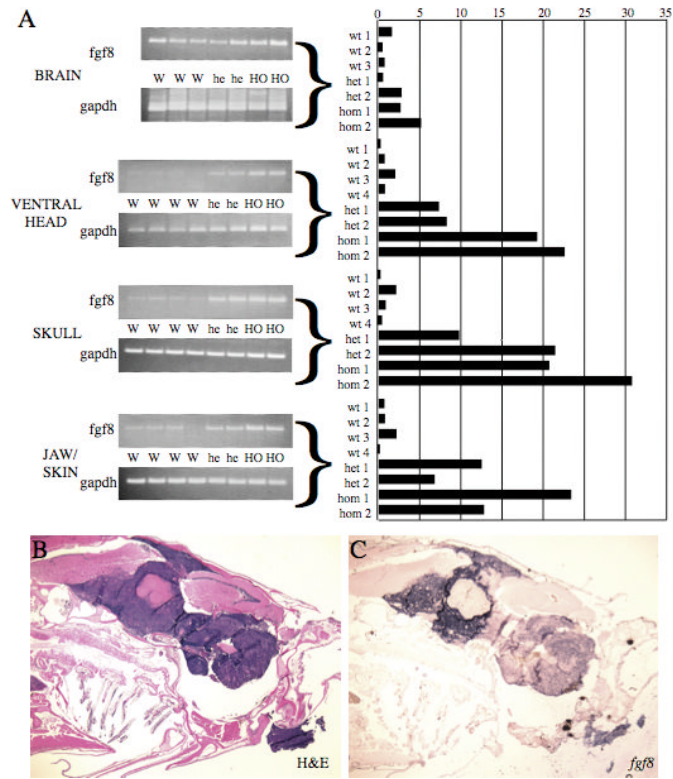 A
0 5 10 15 20 25 30 35
fgf8
BRAIN
W W W he he HO HO
gapdh
wt 1
wt 2
wt 3
het 1
het 2
hom 1
hom 2
fgf8
VENTRAL
HEAD
W W W W he he HO HO
gapdh
wt 1
wt 2
wt 3
wt 4
het 1
het 2
hom 1
hom 2
fgf8
SKULL
W W W W he he HO HO
gapdh
wt 1
wt 2
wt 3
wt 4
het 1
het 2
hom 1
hom 2
fgf8
JAW/
SKIN
W W W W he he HO HO
gapdh
wt 1
wt 2
wt 3
wt 4
het 1
het 2
hom 1
hom 2
B
H&E
C
fgf8